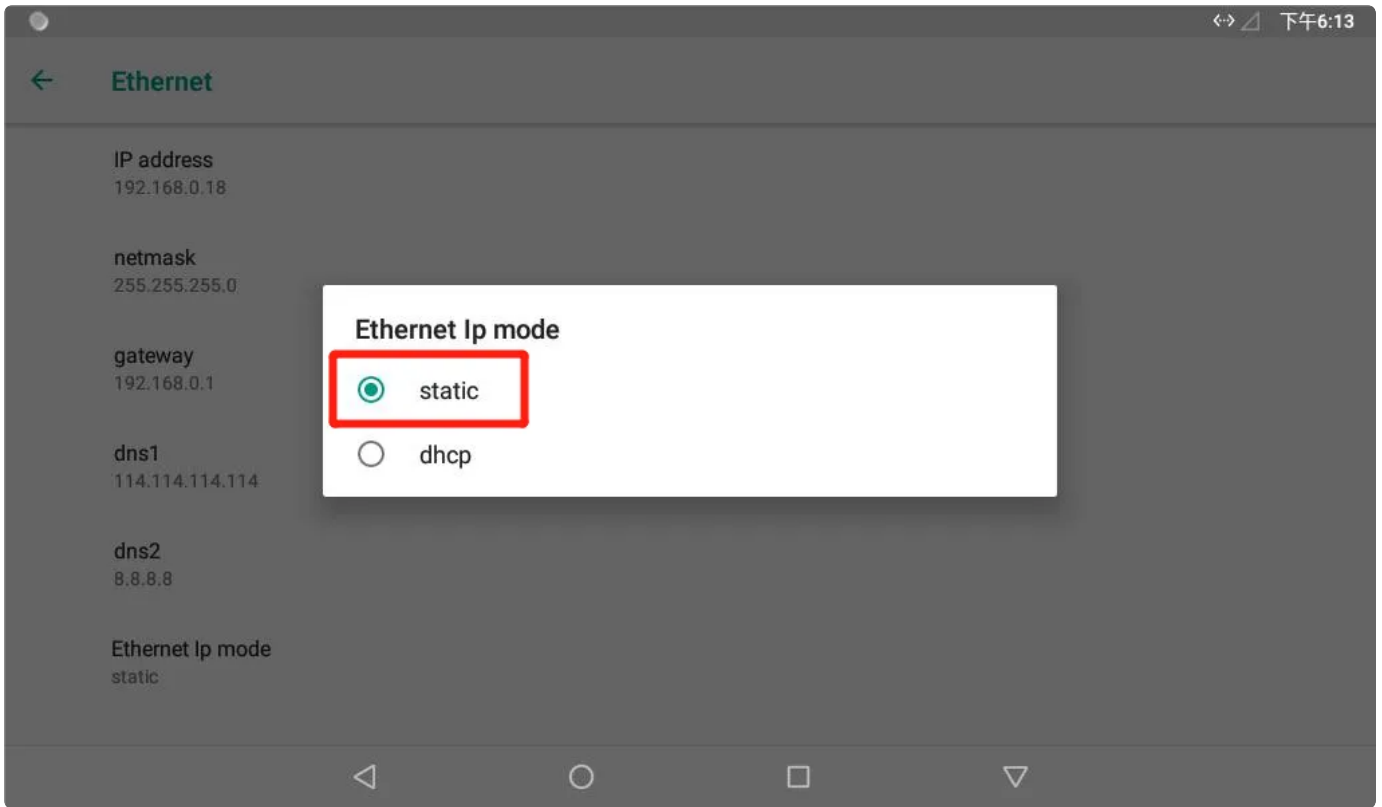 下午6:13
Ethernet
IP address
192.168.0.18
netmask
255.255.255.0
gateway
192.168.0.1
dns1
114.114.114.114
dns2
8.8.8.8
Ethernet Ip mode
static
Ethernet Ip mode
static
dhcp